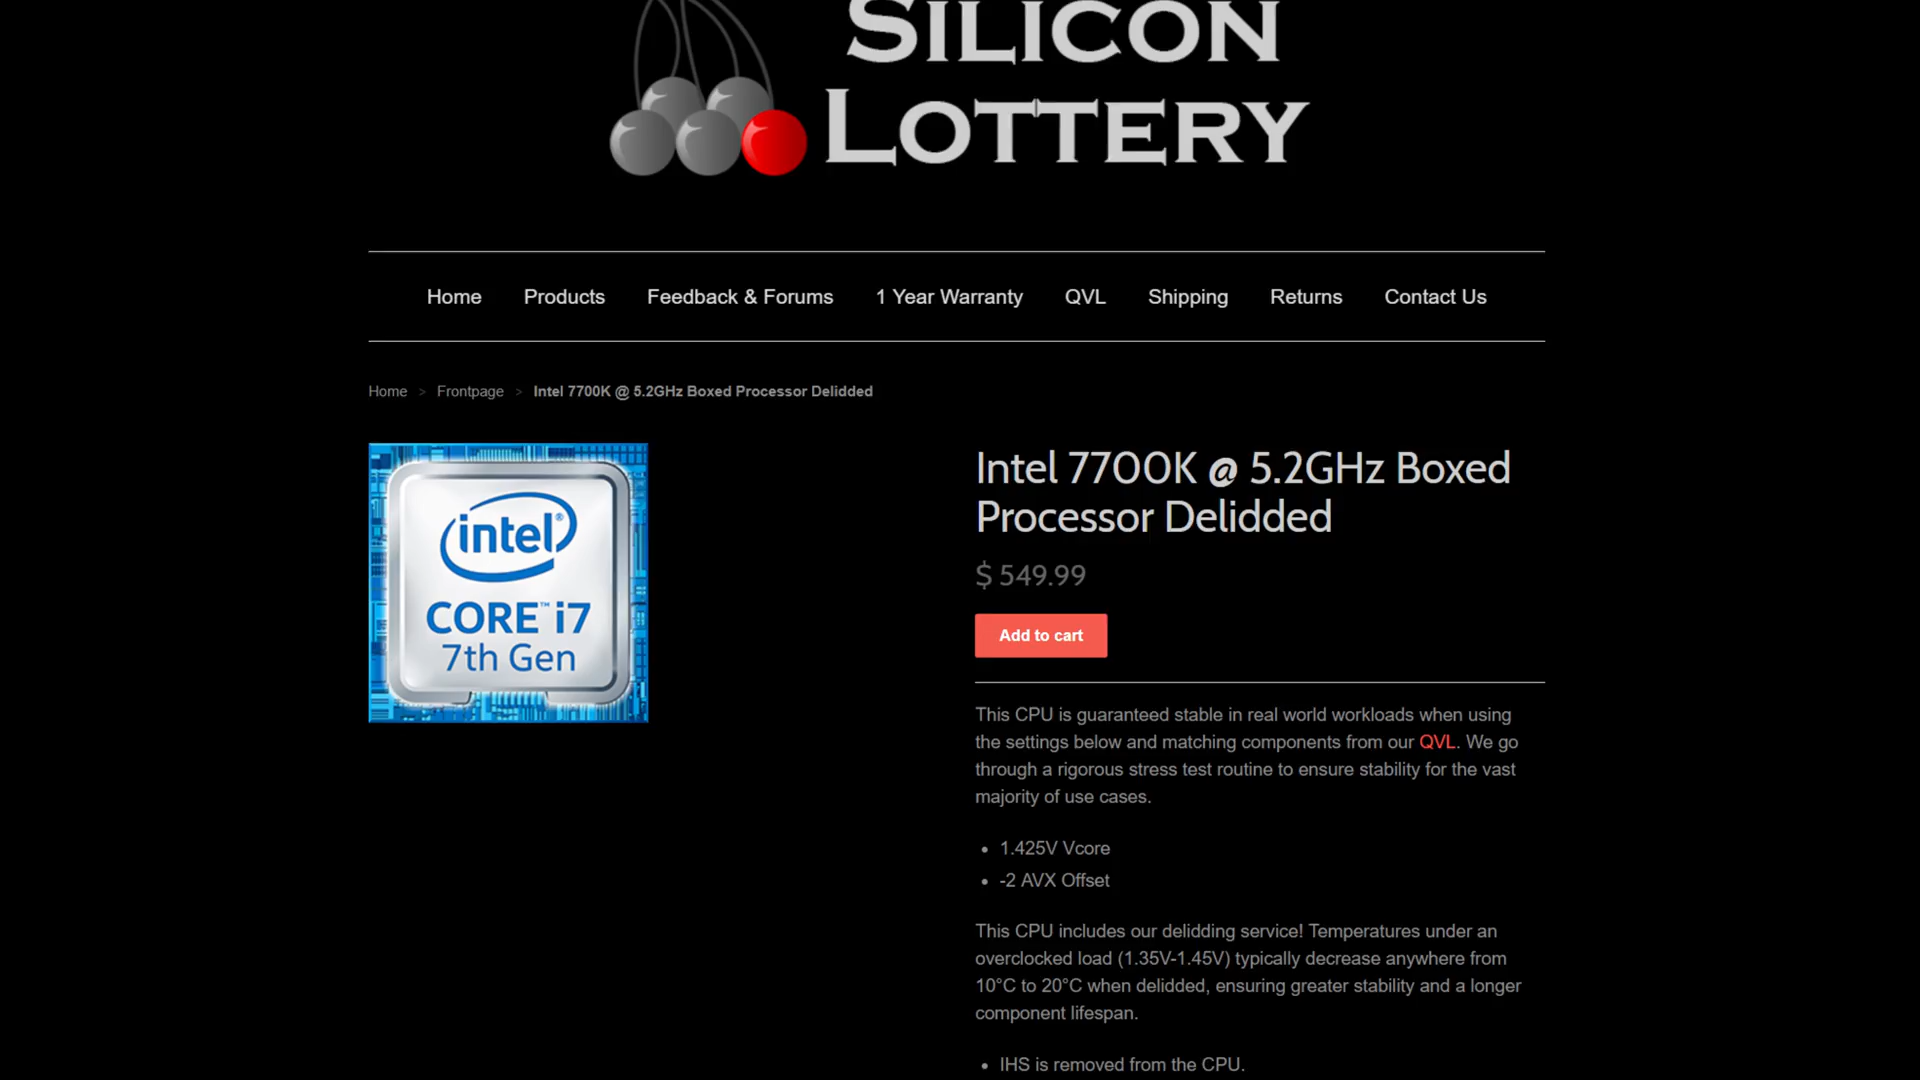 SILICON
LOTTERY
Home Products Feedback & Forums 1 Year Warranty QVL Shipping Returns Contact Us
Home > Frontpage > Intel 7700K @ 5.2GHz Boxed Processor Delidded
intel®
CORE™ i7
7th Gen
Intel 7700K @ 5.2GHz Boxed
Processor Delidded
$ 549.99
Add to cart
This CPU is guaranteed stable in real world workloads when using
the settings below and matching components from our QVL. We go
through a rigorous stress test routine to ensure stability for the vast
majority of use cases.
• 1.425V Vcore
• -2 AVX Offset
This CPU includes our delidding service! Temperatures under an
overclocked load (1.35V-1.45V) typically decrease anywhere from
10°C to 20°C when delidded, ensuring greater stability and a longer
component lifespan.
• IHS is removed from the CPU.